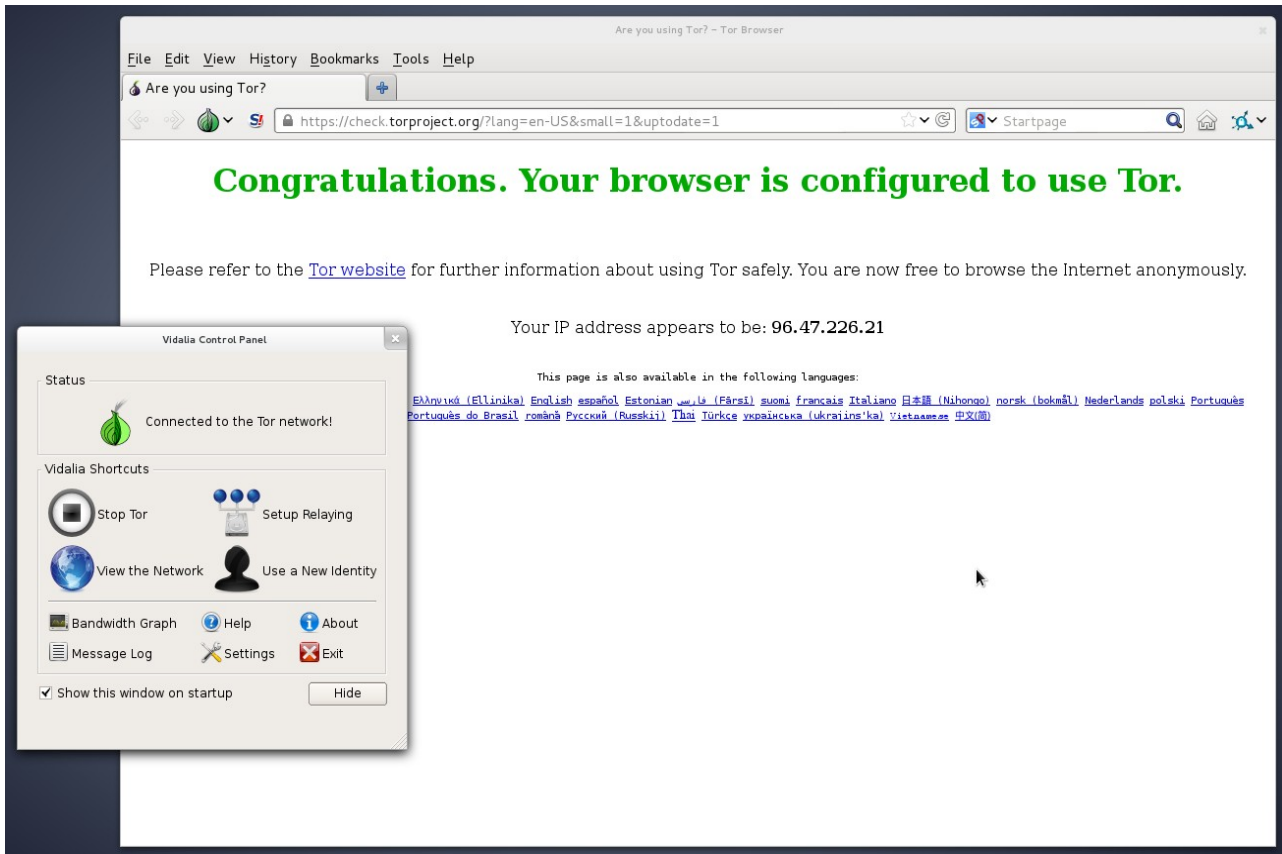 Are you using Tor? – Tor Browser
File Edit View History Bookmarks Tools Help
Are you using Tor?
https://check.torproject.org/?lang=en-US&small=1&uptodate=1
Startpage
Congratulations. Your browser is configured to use Tor.
Please refer to the Tor website for further information about using Tor safely. You are now free to browse the Internet anonymously.
Your IP address appears to be: 96.47.226.21
This page is also available in the following languages:
Ελληνικά (Ellinika) English español Estonian فارسی (Fārsī) suomi français Italiano 日本語 (Nihongo) norsk (bokmål) Nederlands polski Português
Português do Brasil română Русский (Russkij) Thai Türkçe українська (ukrajins'ka) Vietnamese 中文(简)
Vidalia Control Panel
Status
Connected to the Tor network!
Vidalia Shortcuts
Stop Tor
Setup Relaying
View the Network
Use a New Identity
Bandwidth Graph
Help
About
Message Log
Settings
Exit
Show this window on startup
Hide